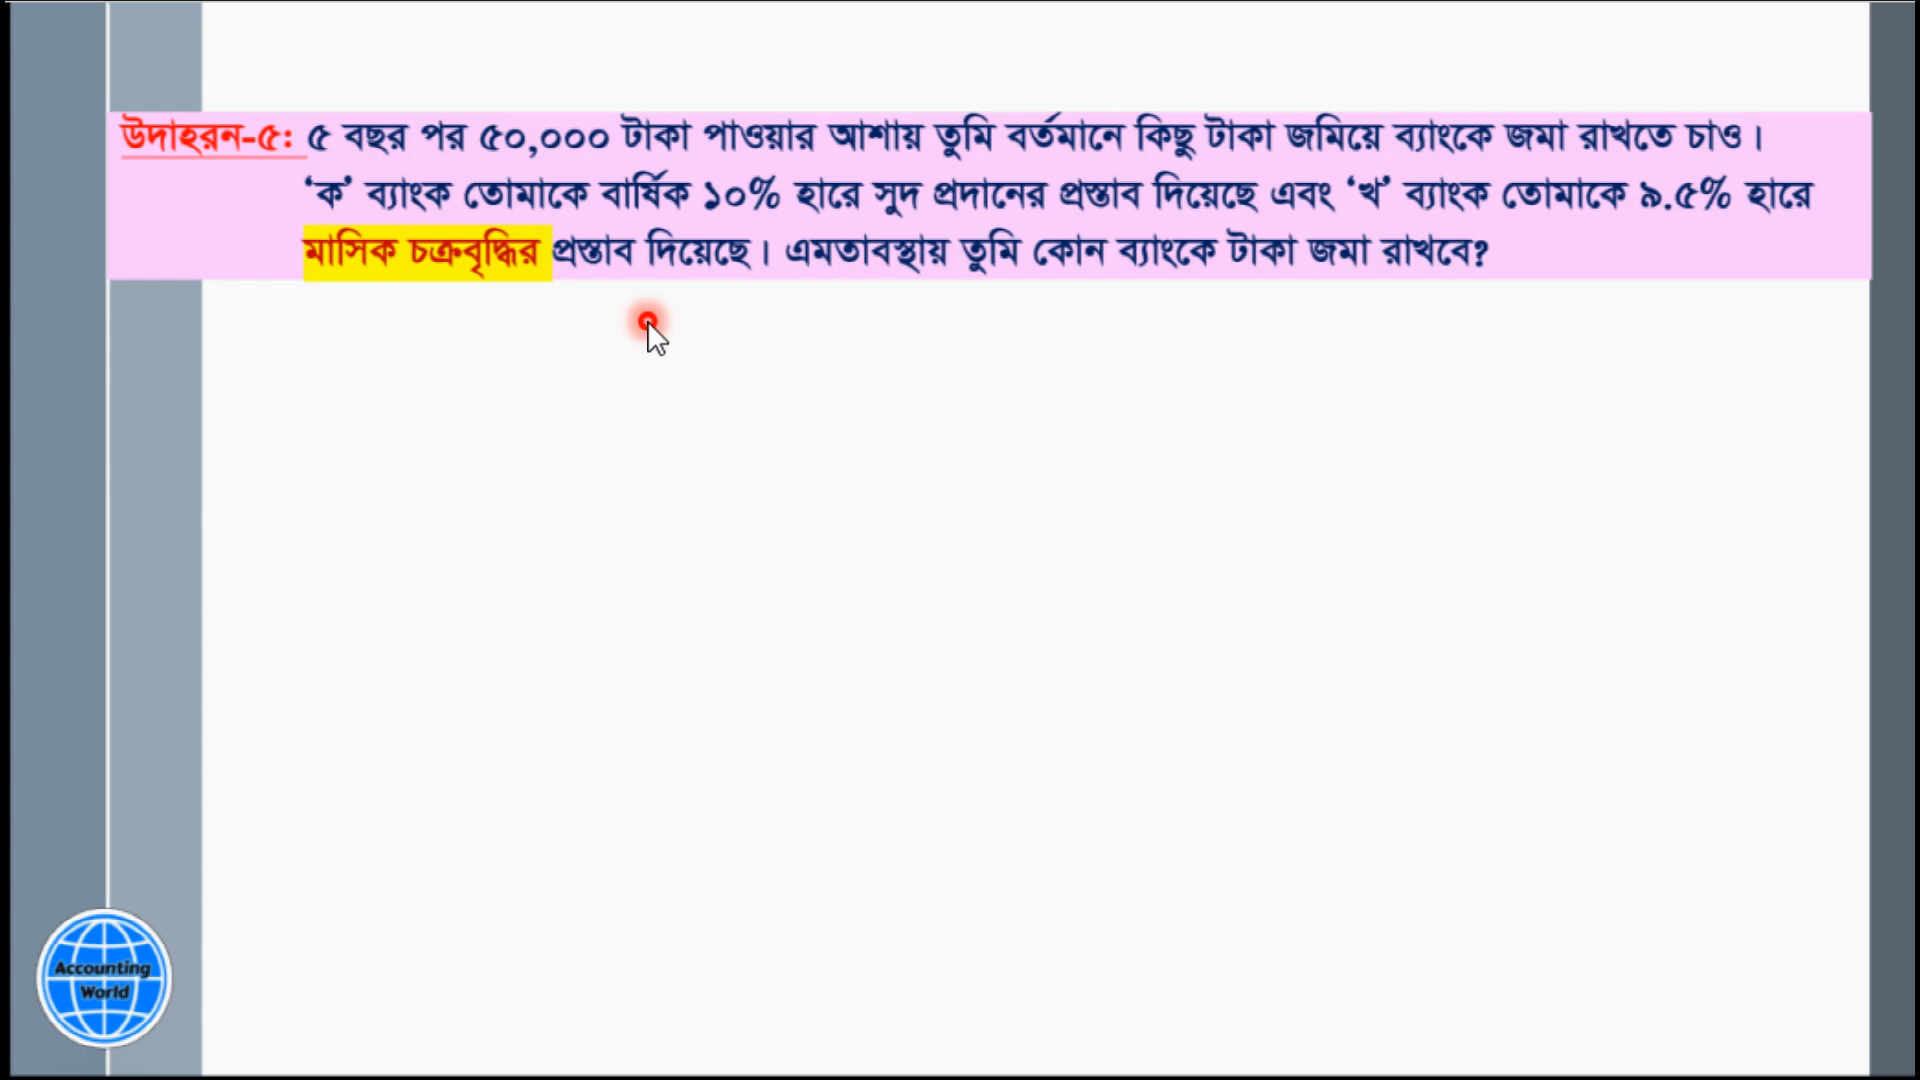 উদাহরন-৫: ৫ বছর পর ৫০,০০০ টাকা পাওয়ার আশায় তুমি বর্তমানে কিছু টাকা জমিয়ে ব্যাংকে জমা রাখতে চাও।
‘ক’ ব্যাংক তোমাকে বার্ষিক ১০% হারে সুদ প্রদানের প্রস্তাব দিয়েছে এবং ‘খ’ ব্যাংক তোমাকে ৯.৫% হারে
মাসিক চক্রবৃদ্ধির প্রস্তাব দিয়েছে। এমতাবস্থায় তুমি কোন ব্যাংকে টাকা জমা রাখবে?
Accounting
World